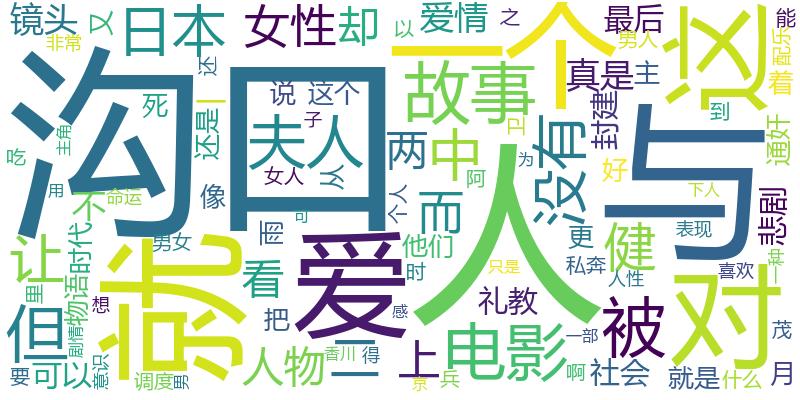 镜头
又
日本
女性
却
以
爱情
之
最后
男人
这
能
配乐
着
非常
还
一个
真是
主
沟口
死
还是
一
说
这个
子
夫人
故事
两
中
卫
没有
封建
与
到
通奸
吃
主角
女人
从
阿
为
好
用
命运
不
像
雨
个人
而
人
更
健
下人
表现
悲剧
让
物语
时代
里
男女
就
看
爱
他们
时
只是
私奔
人性
对
喜欢
一种
但
想
把
可
礼教
被
感
电影
一部
茂
剧情
要
可以
意识
调度
男
人物
香川
二
得
上
京
兵
啊
社会
就是
什么
月